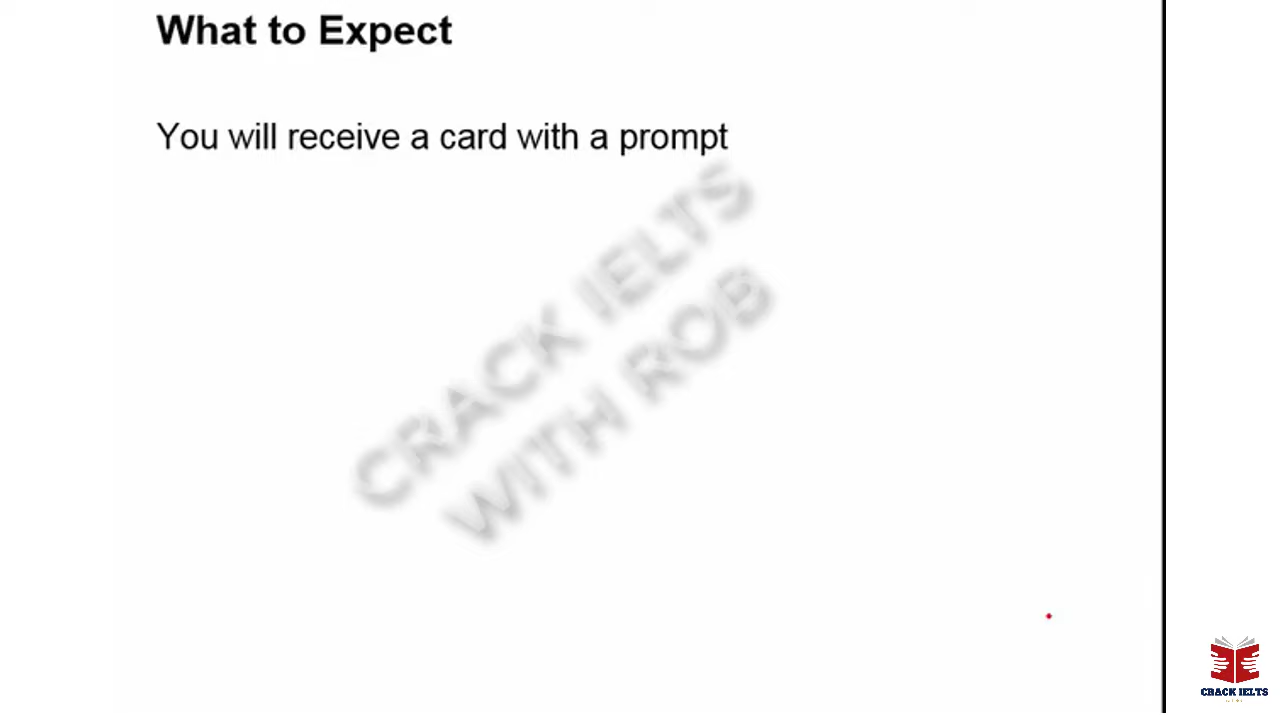 What to Expect
You will receive a card with a prompt
CRACK IELTS
WITH ROB
CRACK IELTS